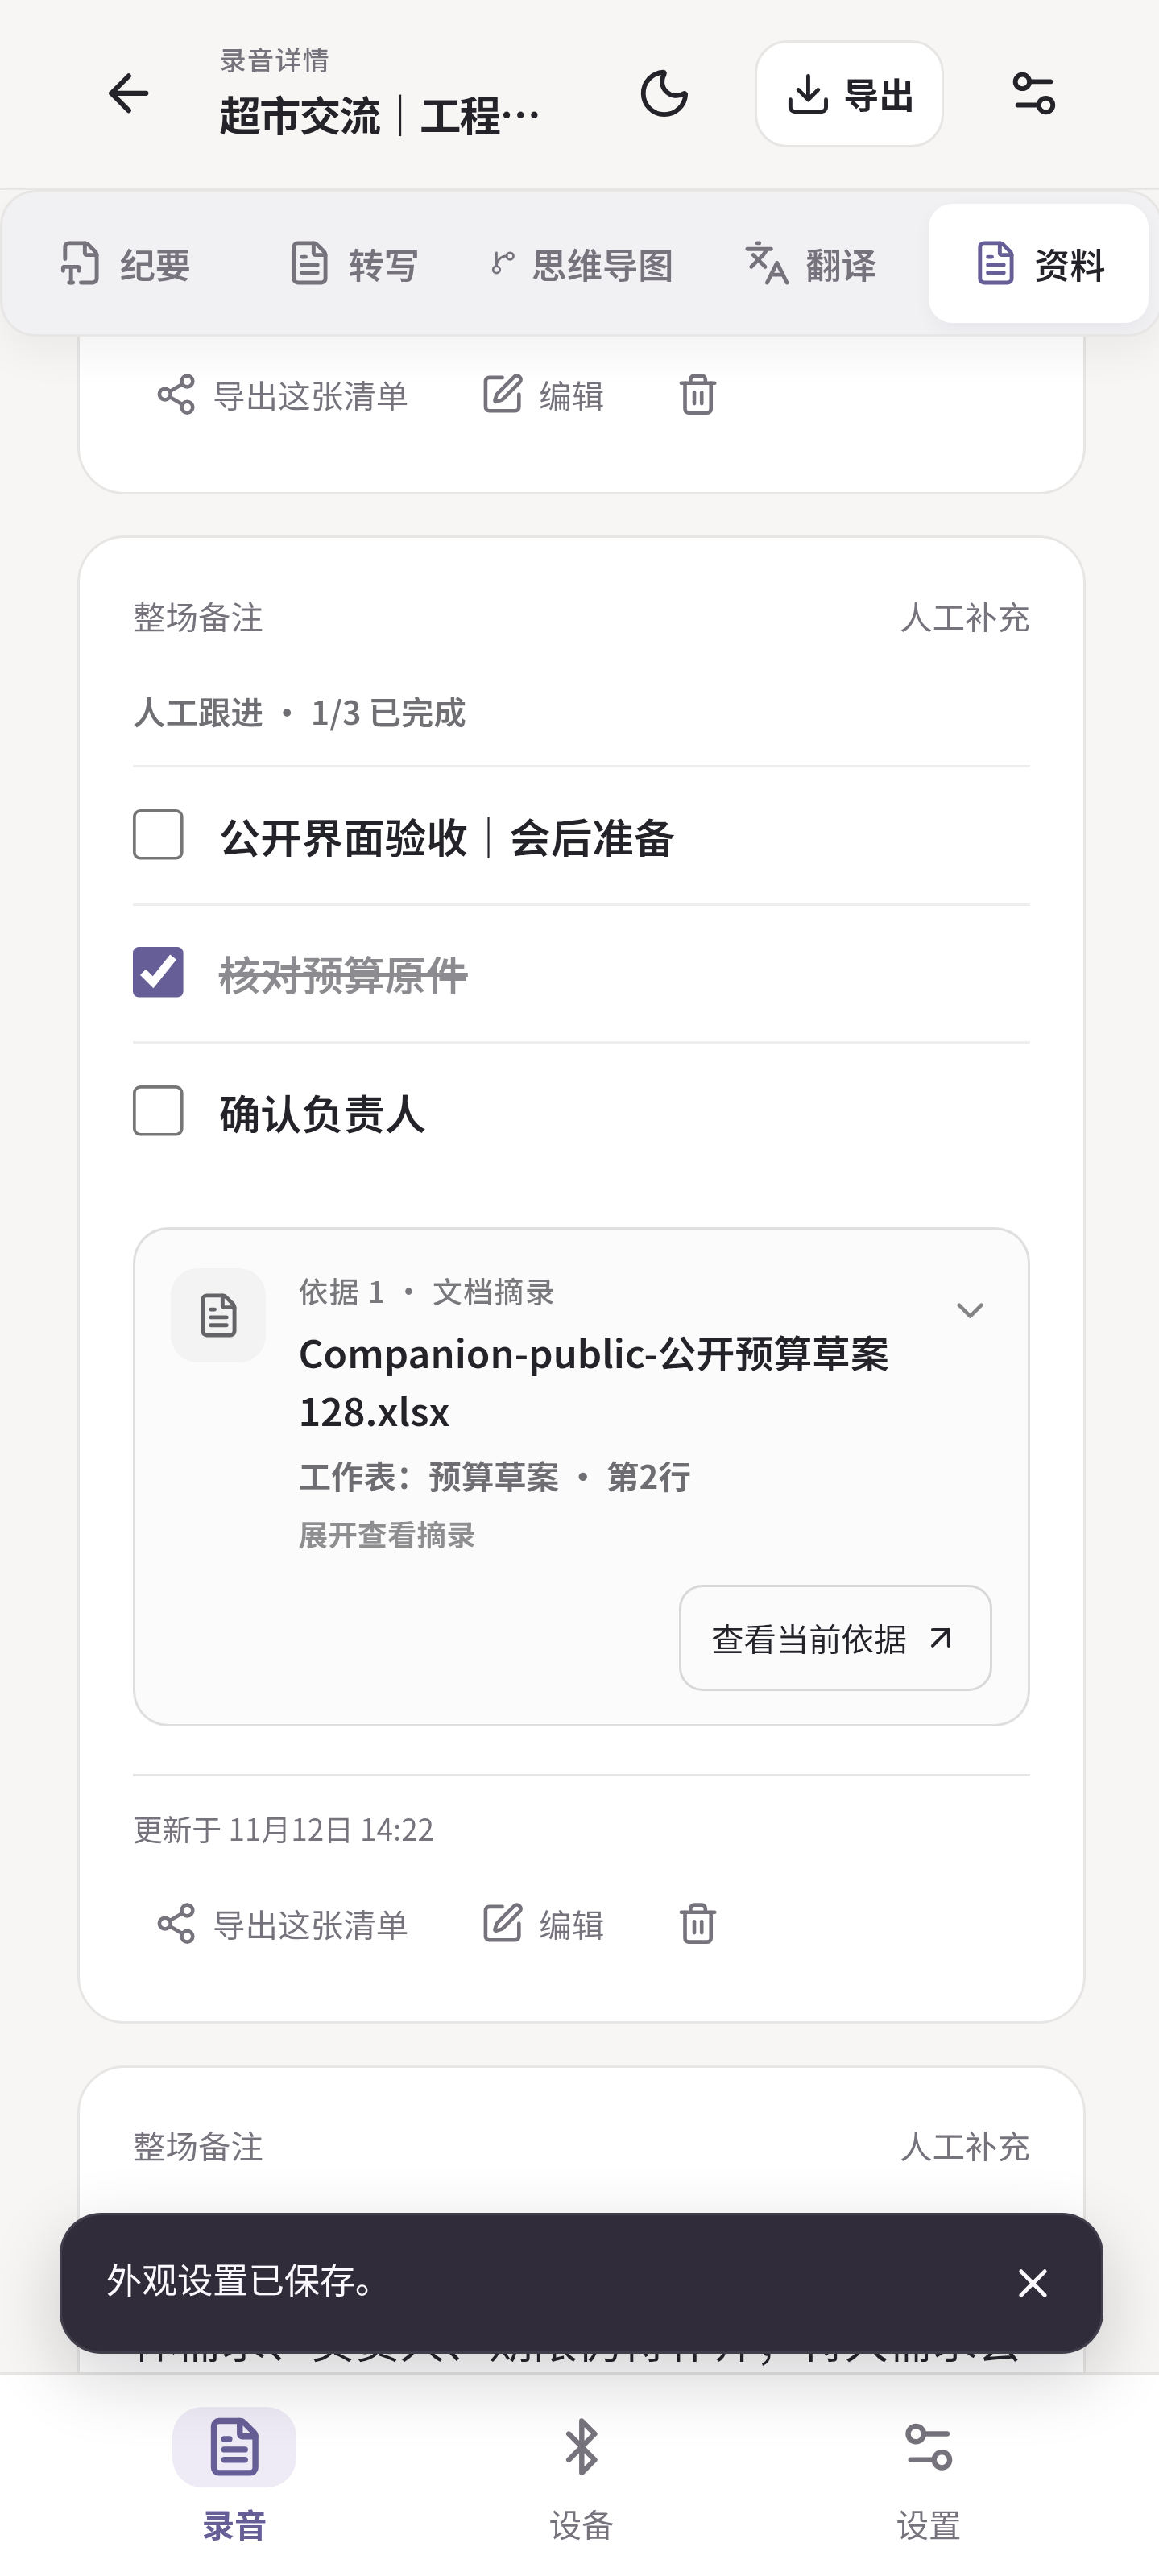 录音详情
超市交流｜工程…
导出
纪要
转写
思维导图
翻译
资料
导出这张清单
编辑
整场备注
人工补充
人工跟进 · 1/3 已完成
公开界面验收｜会后准备
核对预算原件
确认负责人
依据 1 · 文档摘录
Companion-public-公开预算草案
128.xlsx
工作表：预算草案 · 第2行
展开查看摘录
查看当前依据
更新于 11月12日 14:22
导出这张清单
编辑
整场备注
人工补充
外观设置已保存。
录音
设备
设置